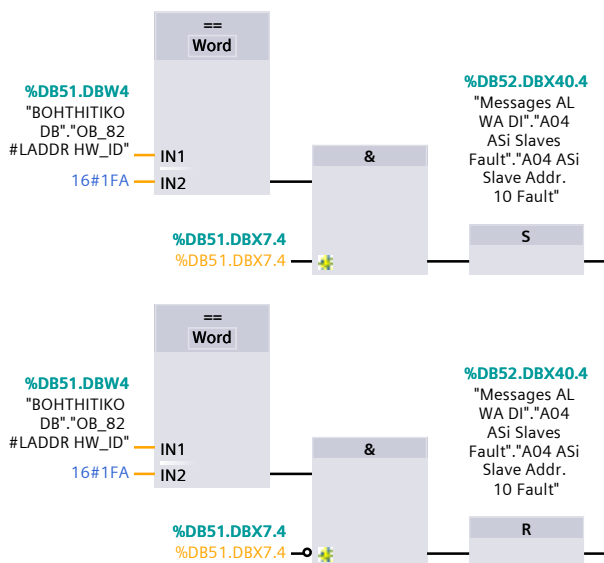 ==
Word
%DB51.DBW4
"BOHTHITIKO
DB"."OB_82
#LADDR HW_ID"
IN1
16#1FA
IN2
&
%DB51.DBX7.4
%DB51.DBX7.4
%DB52.DBX40.4
"Messages AL
WA DI"."A04
ASi Slaves
Fault"."A04 ASi
Slave Addr.
10 Fault"
S
==
Word
%DB51.DBW4
"BOHTHITIKO
DB"."OB_82
#LADDR HW_ID"
IN1
16#1FA
IN2
&
%DB51.DBX7.4
%DB51.DBX7.4
%DB52.DBX40.4
"Messages AL
WA DI"."A04
ASi Slaves
Fault"."A04 ASi
Slave Addr.
10 Fault"
R